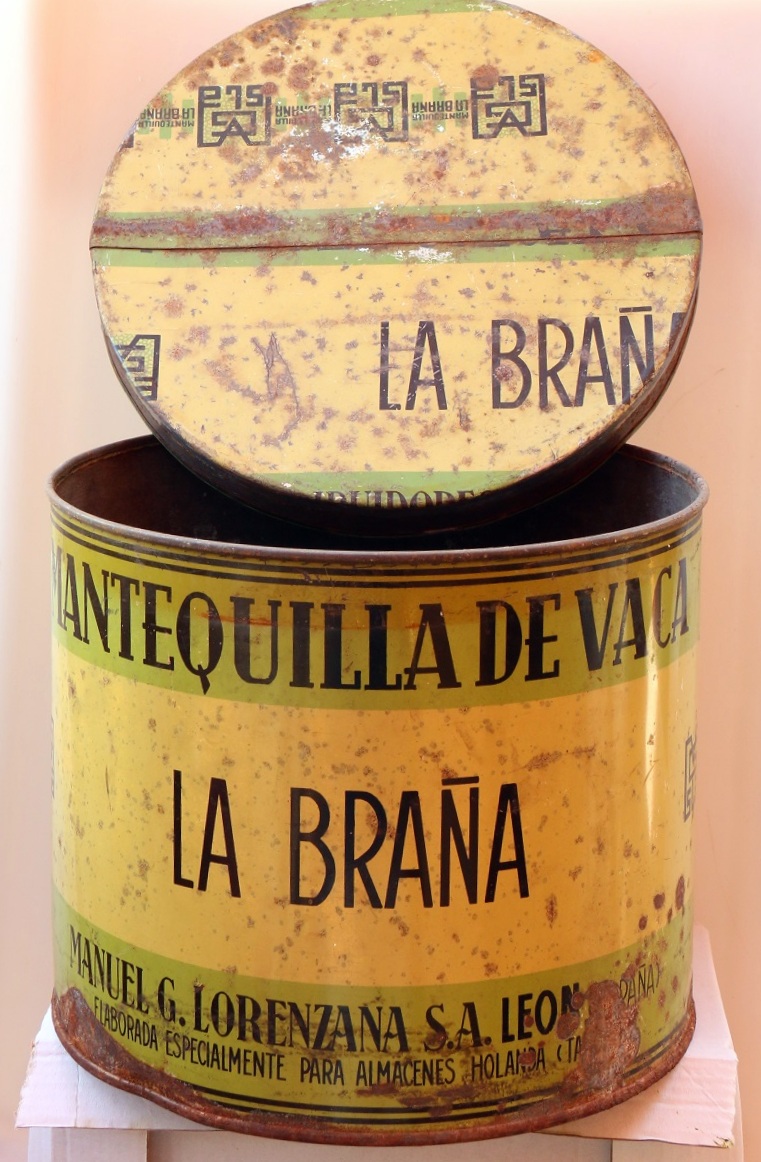 MANTEQUILLA LA BRAÑA
LA BRAÑ
MANTEQUILLA DE VACA
LA BRAÑA
MANUEL G. LORENZANA S.A. LEON
ELABORADA ESPECIALMENTE PARA ALMACENES HOLANDA